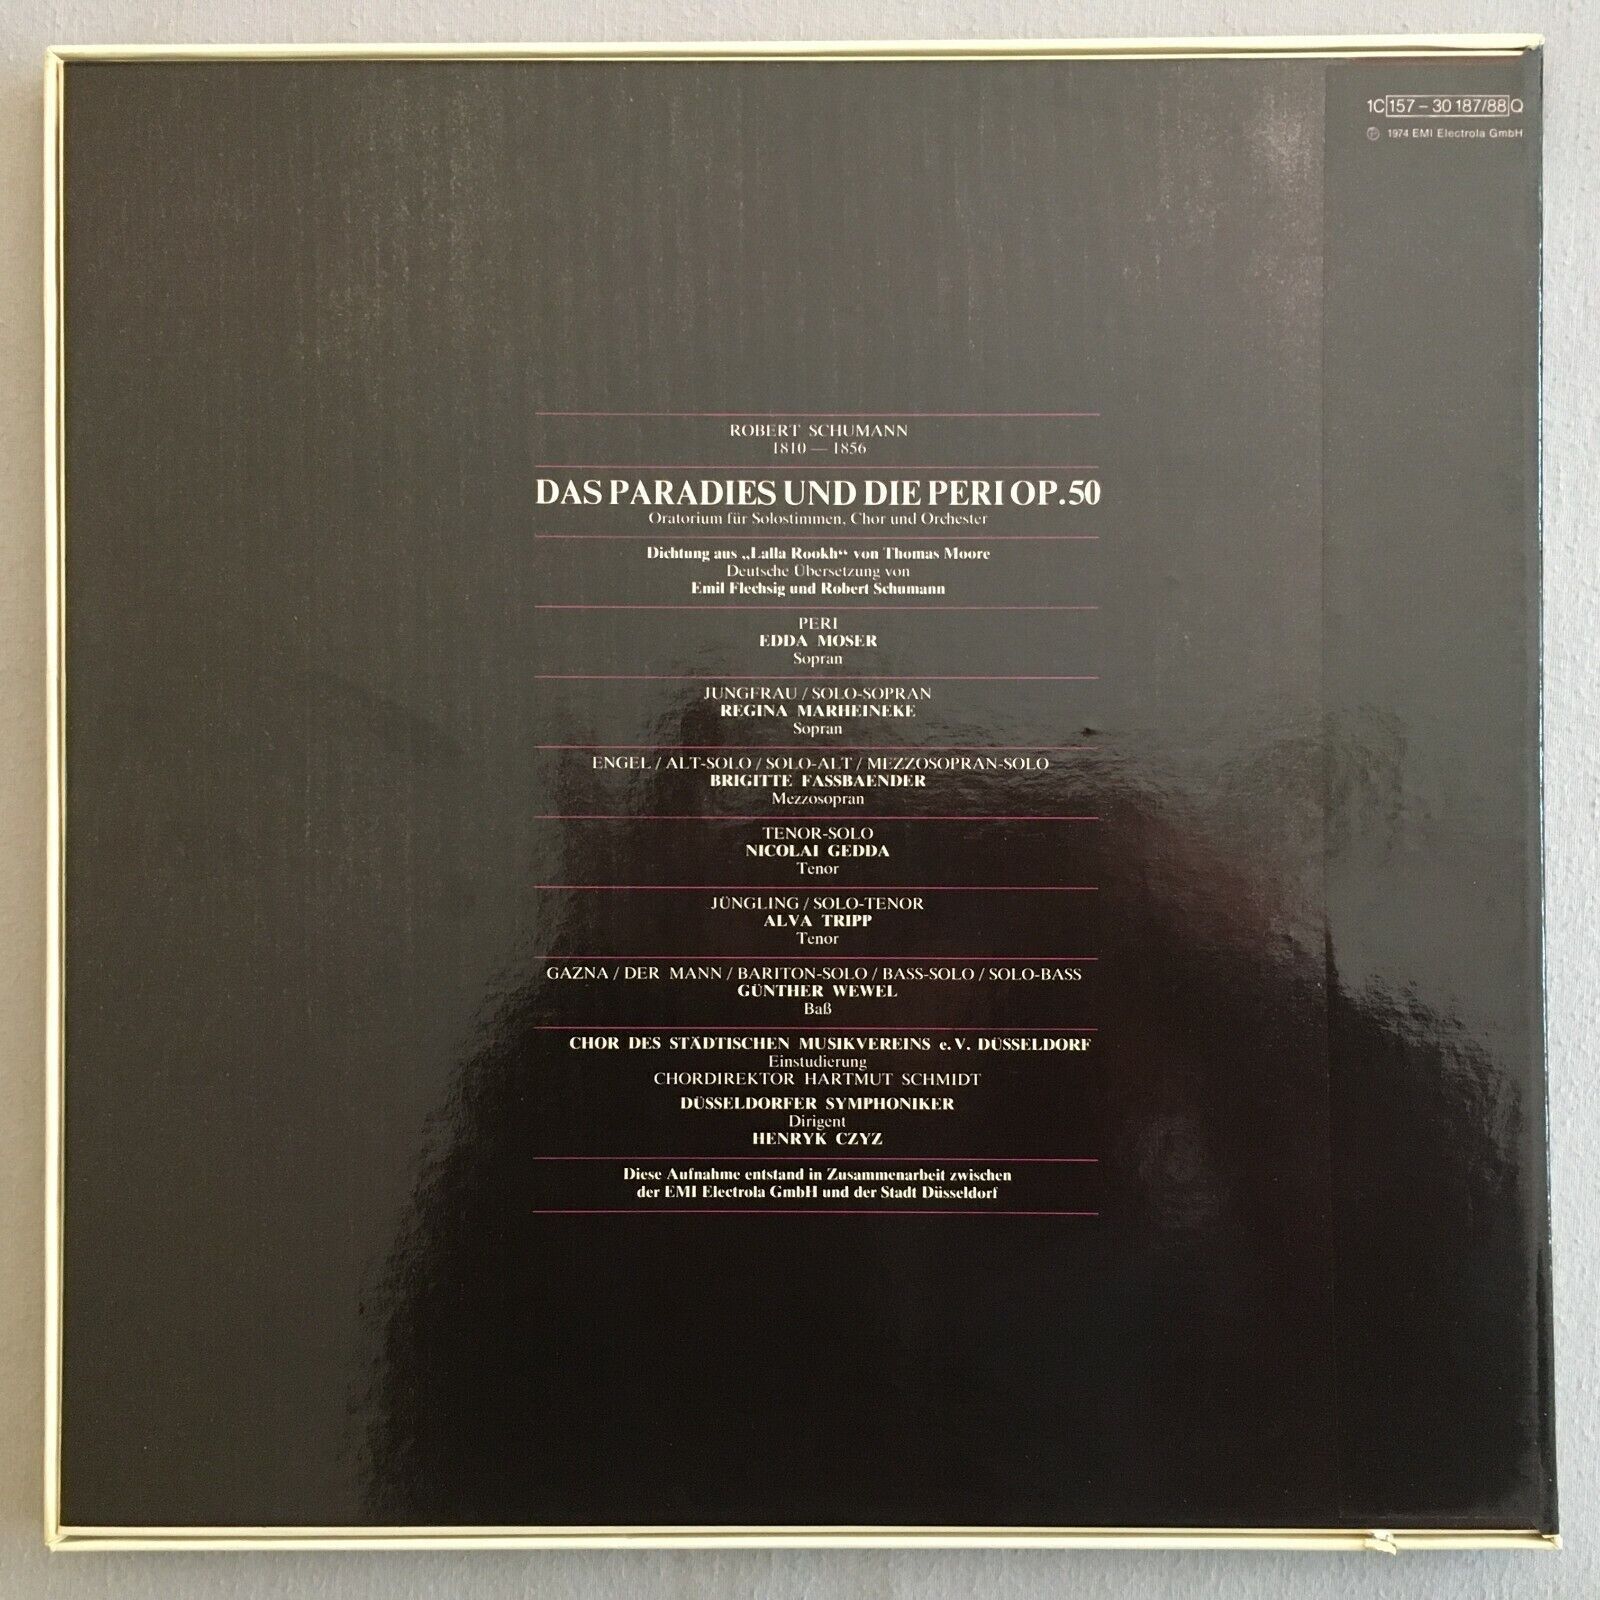 1C 157 – 30 187/88 Q
℗ 1974 EMI Electrola GmbH
ROBERT SCHUMANN
1810 — 1856
DAS PARADIES UND DIE PERI OP. 50
Oratorium für Solostimmen, Chor und Orchester
Dichtung aus „Lalla Rookh“ von Thomas Moore
Deutsche Übersetzung von
Emil Flechsig und Robert Schumann
PERI
EDDA MOSER
Sopran
JUNGFRAU / SOLO-SOPRAN
REGINA MARHEINEKE
Sopran
ENGEL / ALT-SOLO / SOLO-ALT / MEZZOSOPRAN-SOLO
BRIGITTE FASSBAENDER
Mezzosopran
TENOR-SOLO
NICOLAI GEDDA
Tenor
JÜNGLING / SOLO-TENOR
ALVA TRIPP
Tenor
GAZNA / DER MANN / BARITON-SOLO / BASS-SOLO / SOLO-BASS
GÜNTHER WEWEL
Baß
CHOR DES STÄDTISCHEN MUSIKVEREINS e. V. DÜSSELDORF
Einstudierung
CHORDIREKTOR HARTMUT SCHMIDT
DÜSSELDORFER SYMPHONIKER
Dirigent
HENRYK CZYZ
Diese Aufnahme entstand in Zusammenarbeit zwischen
der EMI Electrola GmbH und der Stadt Düsseldorf